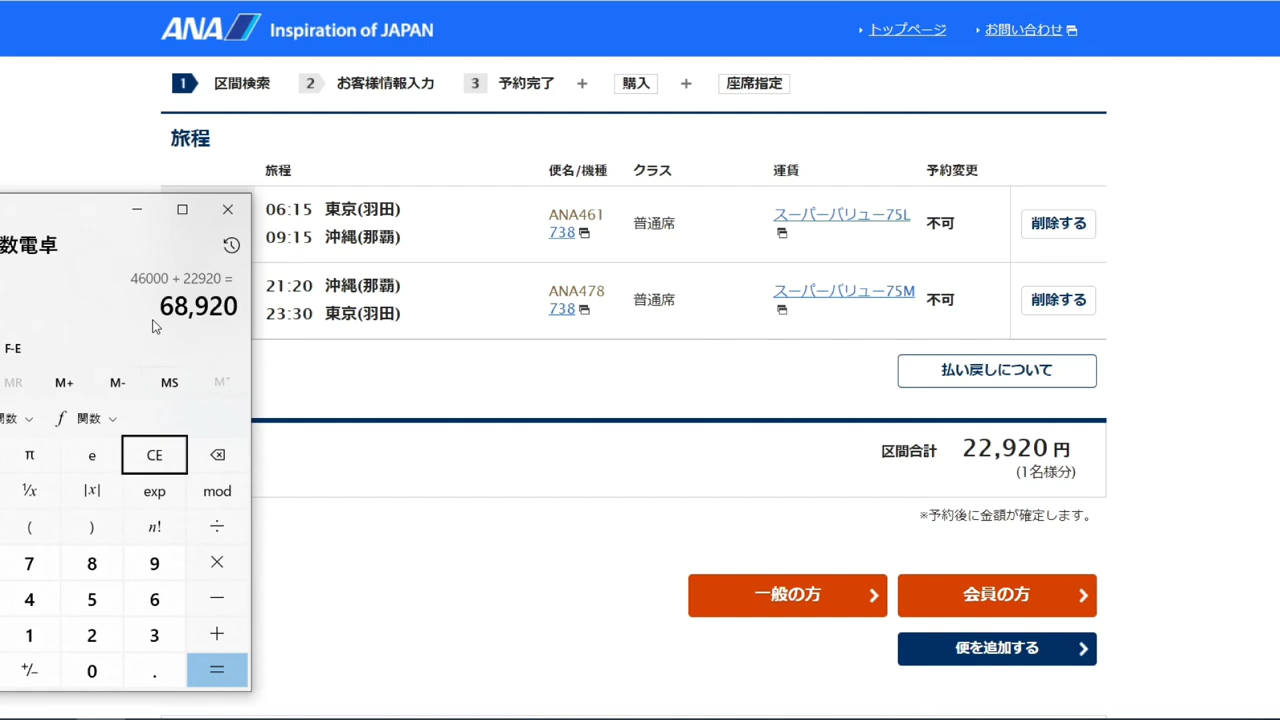 ANA Inspiration of JAPAN
トップページ お問い合わせ
1 区間検索 2 お客様情報入力 3 予約完了 + 購入 + 座席指定
旅程
旅程 便名/機種 クラス 運賃 予約変更
06:15 東京(羽田) ANA461 普通席 スーパーバリュー75L 不可 削除する
09:15 沖縄(那覇) 738
21:20 沖縄(那覇) ANA478 普通席 スーパーバリュー75M 不可 削除する
23:30 東京(羽田) 738
払い戻しについて
区間合計 22,920 円
(1名様分)
※予約後に金額が確定します。
一般の方 会員の方
便を追加する
数電卓
46000 + 22920 =
68,920
F-E
MR M+ M- MS M˅
関数 f 関数
π e CE
¹/x |x| exp mod
( ) n! ÷
7 8 9 ×
4 5 6 −
1 2 3 +
+/− 0 . =